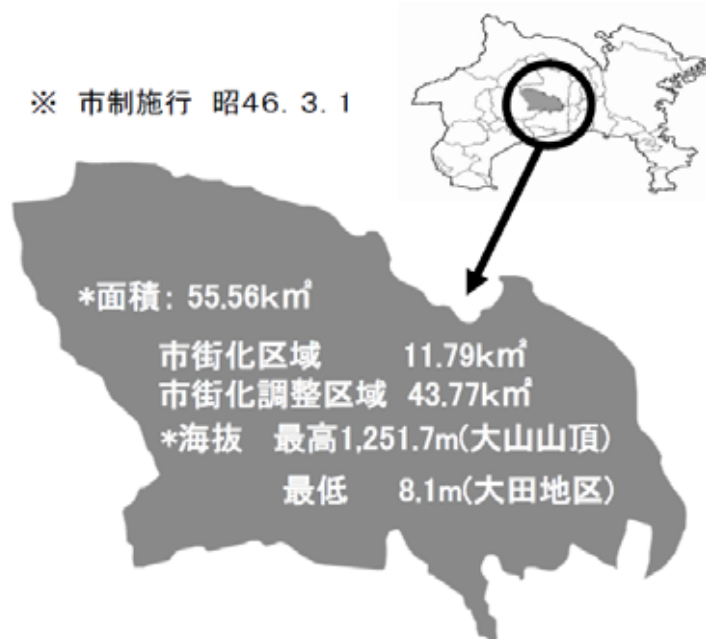 ※ 市制施行 昭46．3．1
*面積： 55.56k㎡
市街化区域 11.79k㎡
市街化調整区域 43.77k㎡
*海抜 最高1,251.7m(大山山頂)
最低 8.1m(大田地区)